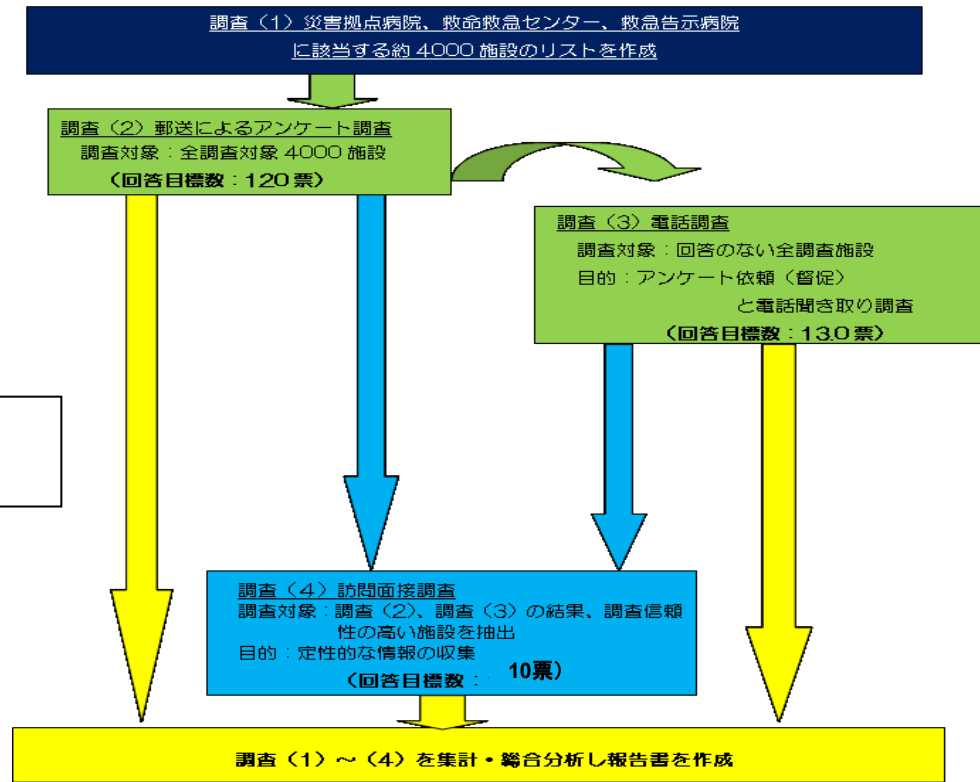 調査（1）災害拠点病院、救命救急センター、救急告示病院
に該当する約 4000 施設のリストを作成
調査（2）郵送によるアンケート調査
調査対象：全調査対象 4000 施設
（回答目標数：120 票）
調査（3）電話調査
調査対象：回答のない全調査施設
目的：アンケート依頼（督促）
と電話聞き取り調査
（回答目標数：130 票）
調査（4）訪問面接調査
調査対象：調査（2）、調査（3）の結果、調査信頼
性の高い施設を抽出
目的：定性的な情報の収集
（回答目標数： 10票）
調査（1）～（4）を集計・総合分析し報告書を作成